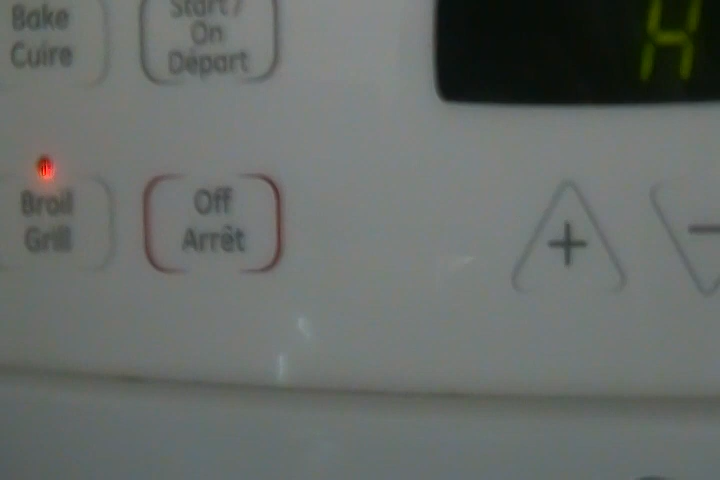 Bake
Cuire
Start /
On
Départ
H
Broil
Grill
Off
Arrêt
+
-